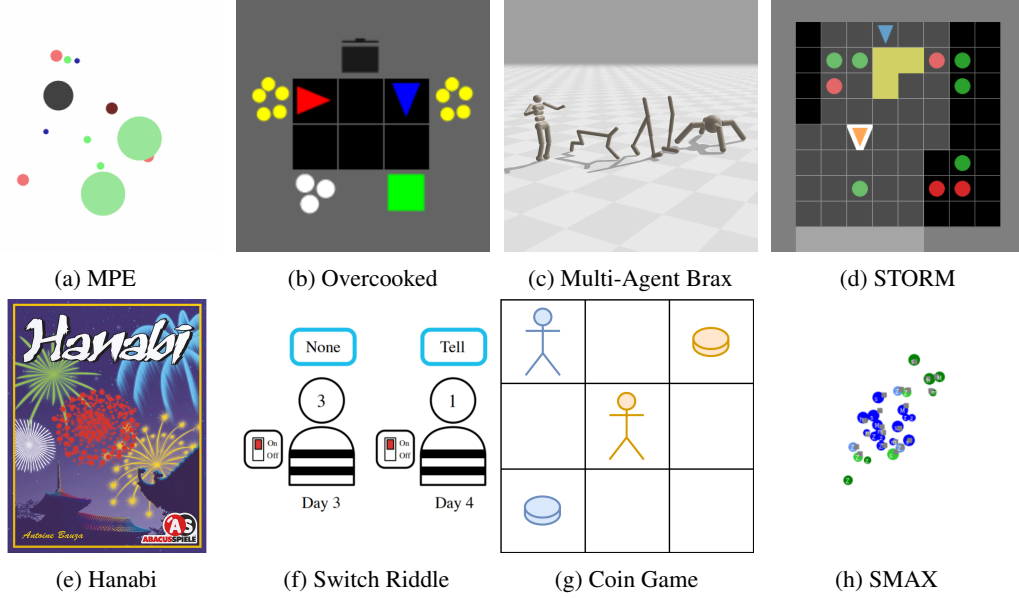 (a) MPE
(b) Overcooked
(c) Multi-Agent Brax
(d) STORM
Hanabi
Antoine Bauza
AS
ABACUSSPIELE
None
Tell
3
1
On
Off
On
Off
Day 3
Day 4
(e) Hanabi
(f) Switch Riddle
(g) Coin Game
(h) SMAX